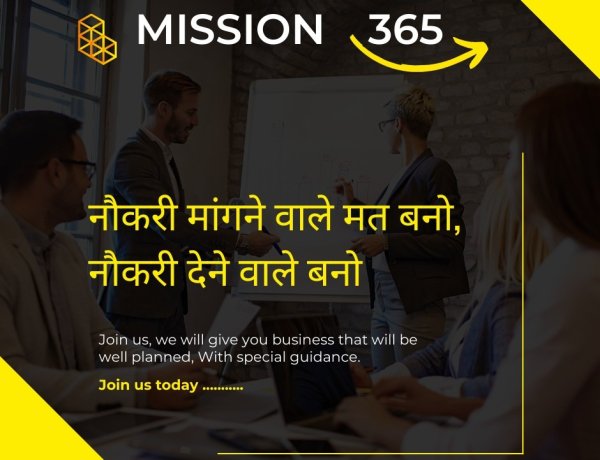 MISSION 365
नौकरी मांगने वाले मत बनो,
नौकरी देने वाले बनो
Join us, we will give you business that will be
well planned, With special guidance.
Join us today ...........